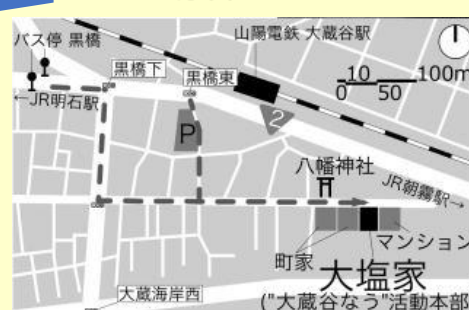 バス停 黒橋
山陽電鉄 大蔵谷駅
黒橋下
黒橋東
10 100m
0 50
←JR明石駅
2
P
八幡神社
JR朝霧駅→
町家
マンション
大塩家
大蔵海岸西
("大蔵谷なう"活動本部